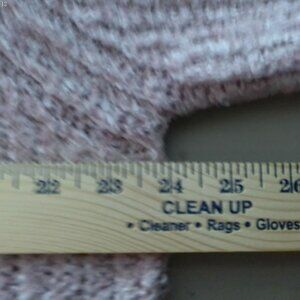 22 23 24 25 26
CLEAN UP
• Cleaner • Rags • Gloves